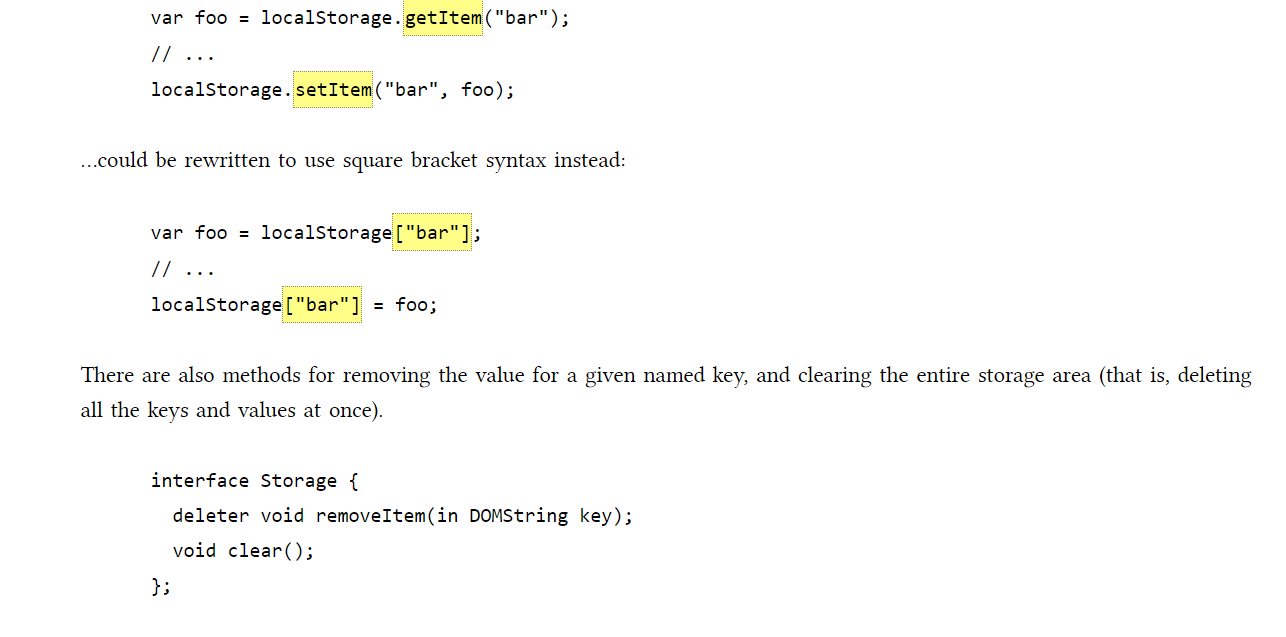 var foo = localStorage.getItem("bar");
// ...
localStorage.setItem("bar", foo);
…could be rewritten to use square bracket syntax instead:
var foo = localStorage["bar"];
// ...
localStorage["bar"] = foo;
There are also methods for removing the value for a given named key, and clearing the entire storage area (that is, deleting
all the keys and values at once).
interface Storage {
  deleter void removeItem(in DOMString key);
  void clear();
};